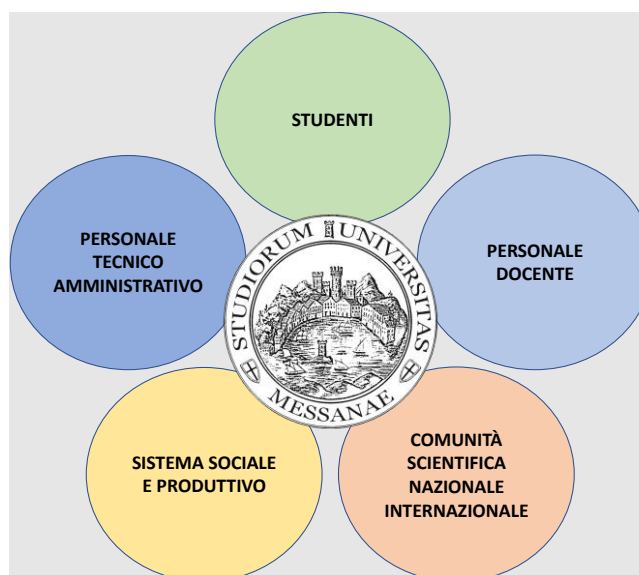 STUDENTI
PERSONALE
TECNICO
AMMINISTRATIVO
PERSONALE
DOCENTE
STUDIORUM UNIVERSITAS
MESSANAE
SISTEMA SOCIALE
E PRODUTTIVO
COMUNITÀ
SCIENTIFICA
NAZIONALE
INTERNAZIONALE